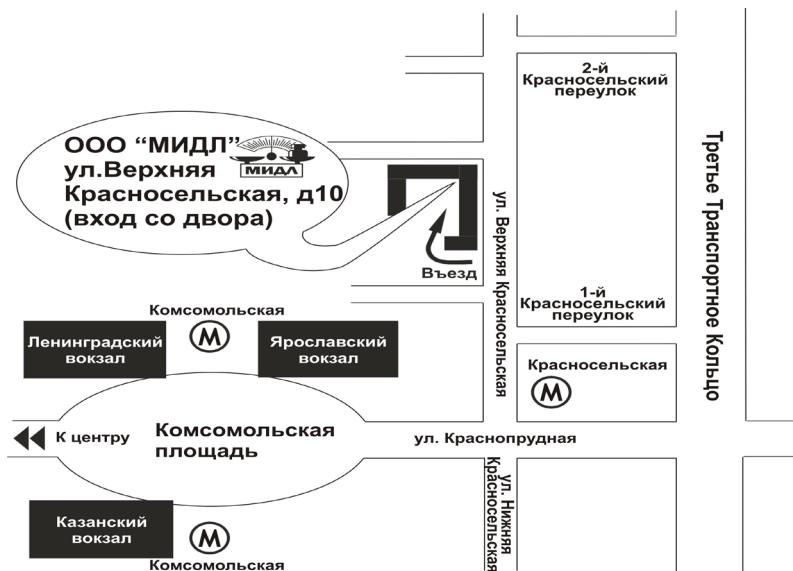 2-й
Красносельский
переулок
ООО “МИДЛ”
ул.Верхняя
Красносельская, д10
(вход со двора)
МИДЛ
Третье Транспортное Кольцо
ул. Верхняя Красносельская
Въезд
1-й
Красносельский
переулок
Комсомольская
М
Ленинградский
вокзал
Ярославский
вокзал
Красносельская
М
К центру
Комсомольская
площадь
ул. Краснопрудная
ул. Нижняя
Красносельская
Казанский
вокзал
М
Комсомольская